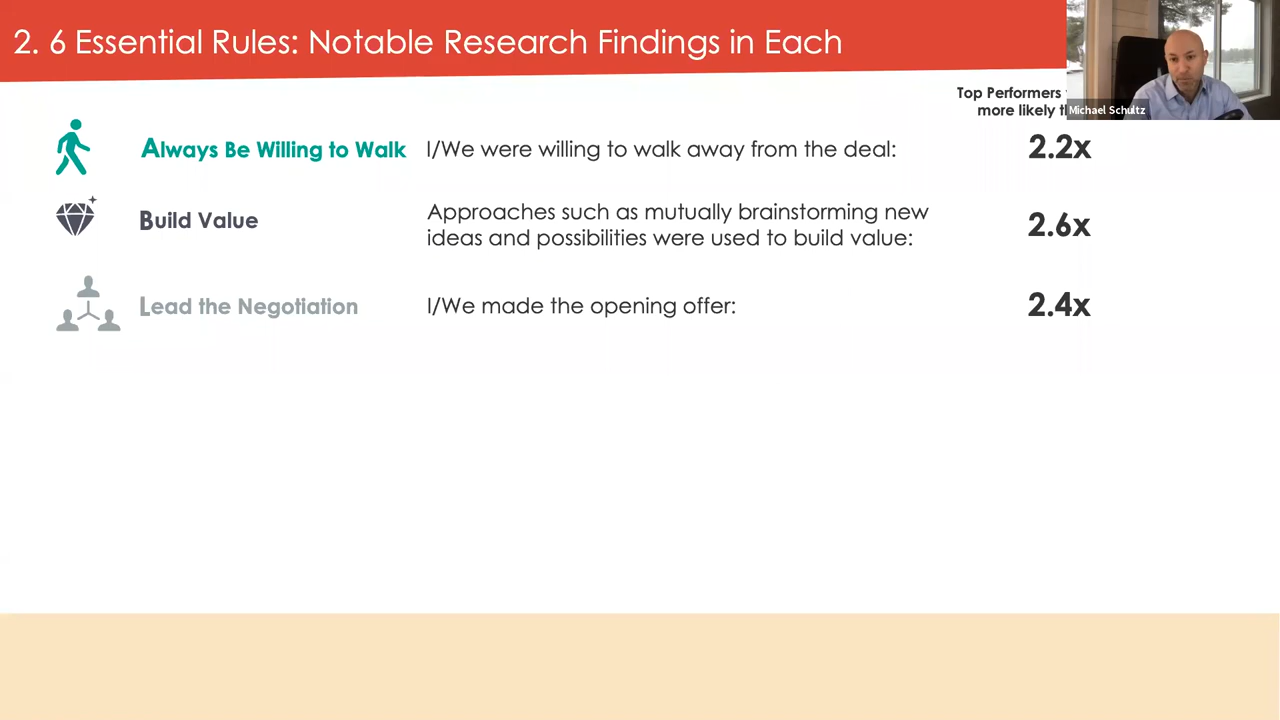 2. 6 Essential Rules: Notable Research Findings in Each
Top Performers
more likely
Michael Schultz
Always Be Willing to Walk I/We were willing to walk away from the deal: 2.2x
Build Value
Approaches such as mutually brainstorming new
ideas and possibilities were used to build value:
2.6x
Lead the Negotiation I/We made the opening offer: 2.4x